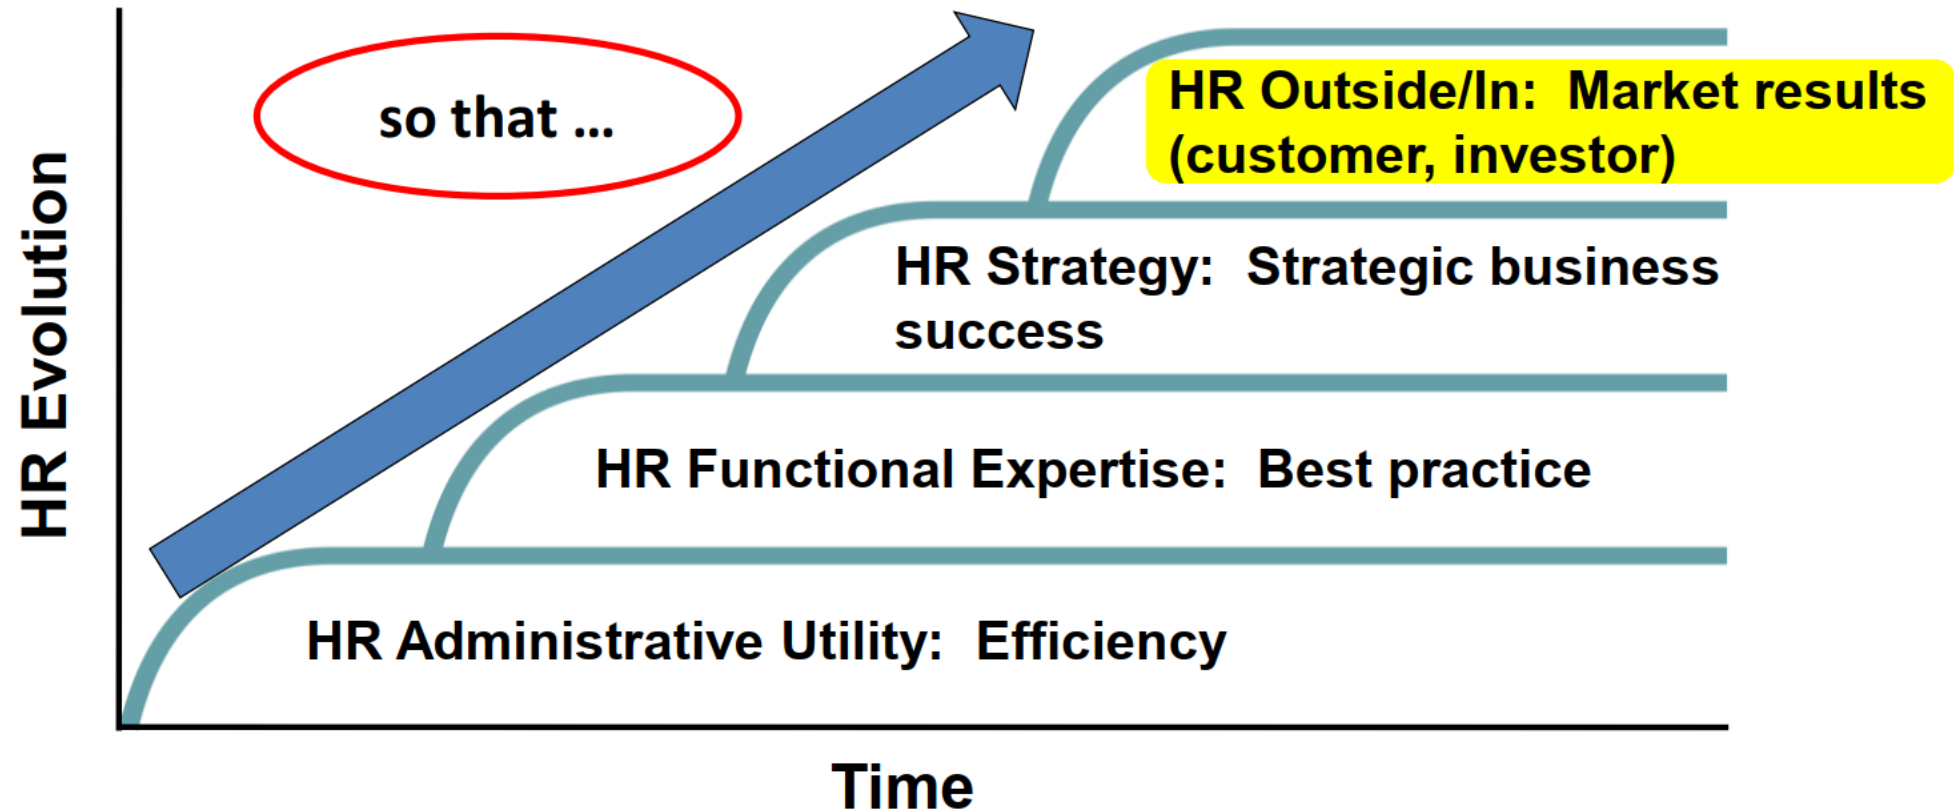 so that ...
HR Outside/In:  Market results
(customer, investor)
HR Strategy:  Strategic business
success
HR Functional Expertise:  Best practice
HR Administrative Utility:  Efficiency
HR Evolution
Time